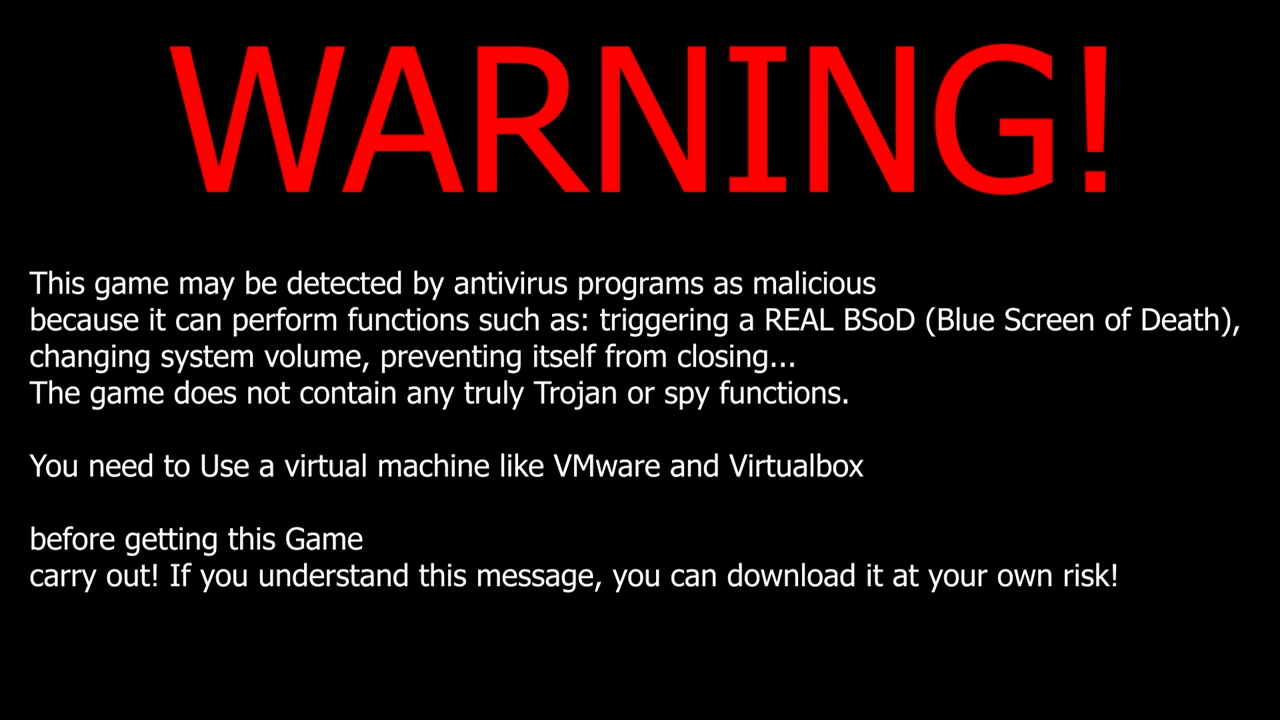 WARNING!
This game may be detected by antivirus programs as malicious
because it can perform functions such as: triggering a REAL BSoD (Blue Screen of Death),
changing system volume, preventing itself from closing...
The game does not contain any truly Trojan or spy functions.
You need to Use a virtual machine like VMware and Virtualbox
before getting this Game
carry out! If you understand this message, you can download it at your own risk!